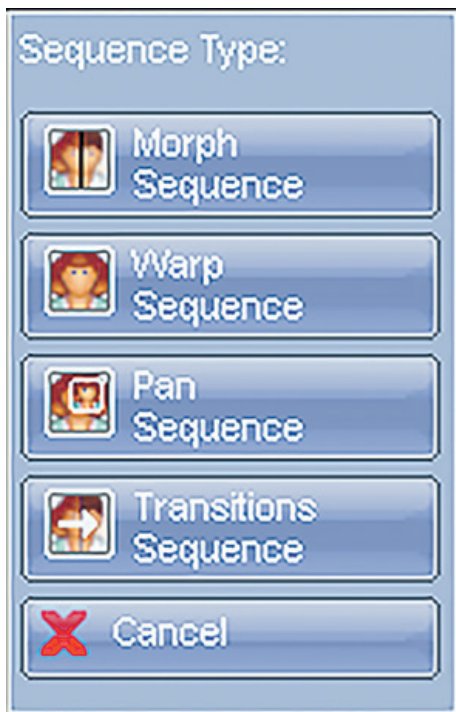 Sequence Type:
Morph
Sequence
Warp
Sequence
Pan
Sequence
Transitions
Sequence
Cancel